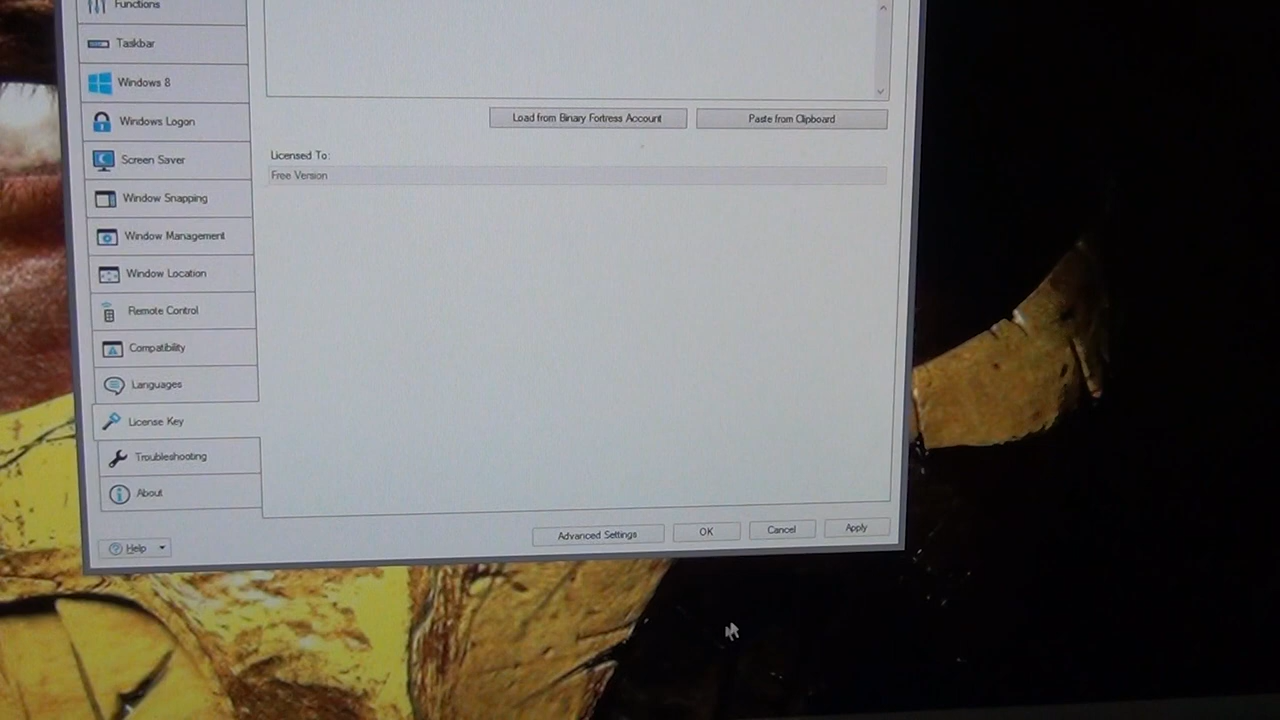 Functions
Taskbar
Windows 8
Windows Logon
Screen Saver
Window Snapping
Window Management
Window Location
Remote Control
Compatibility
Languages
License Key
Troubleshooting
About
Load from Binary Fortress Account
Paste from Clipboard
Licensed To:
Free Version
Help
Advanced Settings
OK
Cancel
Apply